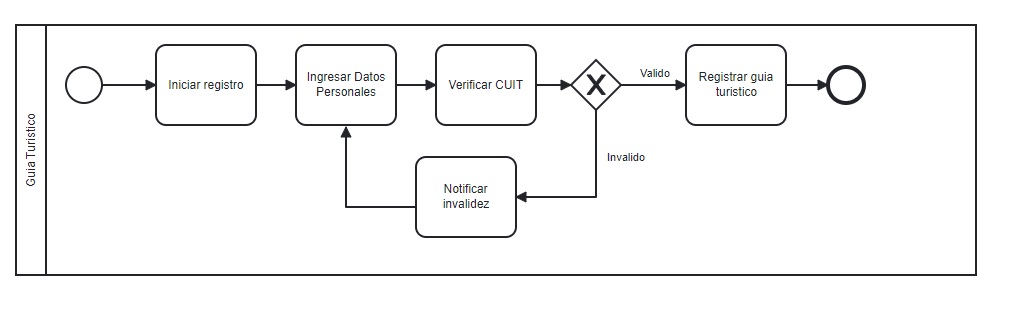 Guia Turistico
Iniciar registro
Ingresar Datos
Personales
Verificar CUIT
X
Valido
Registrar guia
turistico
Invalido
Notificar
invalidez